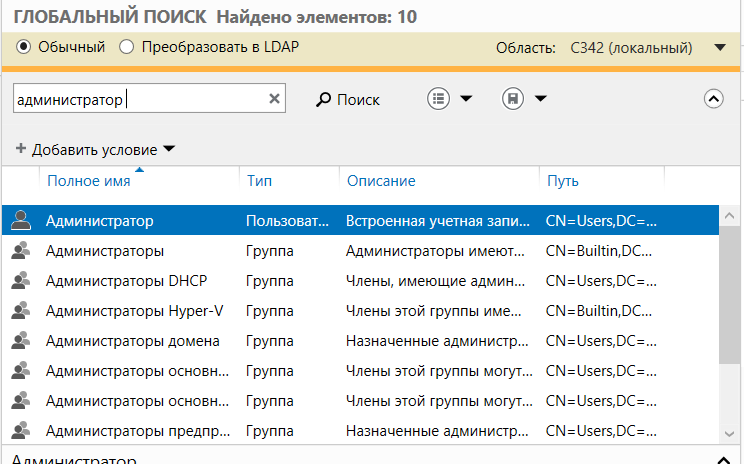 ГЛОБАЛЬНЫЙ ПОИСК Найдено элементов: 10
Обычный Преобразовать в LDAP Область: C342 (локальный)
администратор Поиск
Добавить условие
Полное имя Тип Описание Путь
Администратор Пользоват... Встроенная учетная запи... CN=Users,DC=...
Администраторы Группа Администраторы имеют... CN=Builtin,DC...
Администраторы DHCP Группа Члены, имеющие админ... CN=Users,DC=...
Администраторы Hyper-V Группа Члены этой группы име... CN=Builtin,DC...
Администраторы домена Группа Назначенные администр... CN=Users,DC=...
Администраторы основн... Группа Члены этой группы могут... CN=Users,DC=...
Администраторы основн... Группа Члены этой группы могут... CN=Users,DC=...
Администраторы предпр... Группа Назначенные администр... CN=Users,DC=...
Администратор